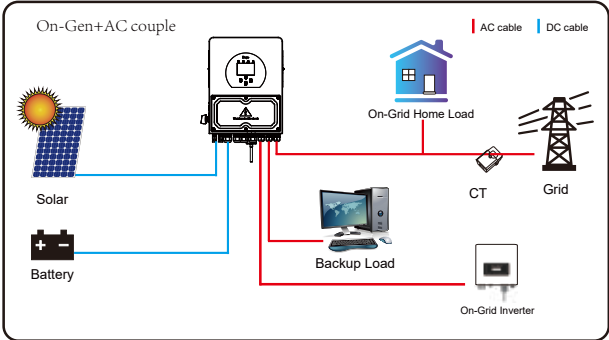 On-Gen+AC couple
AC cable
DC cable
On-Grid Home Load
Solar
CT
Grid
Battery
Backup Load
On-Grid Inverter